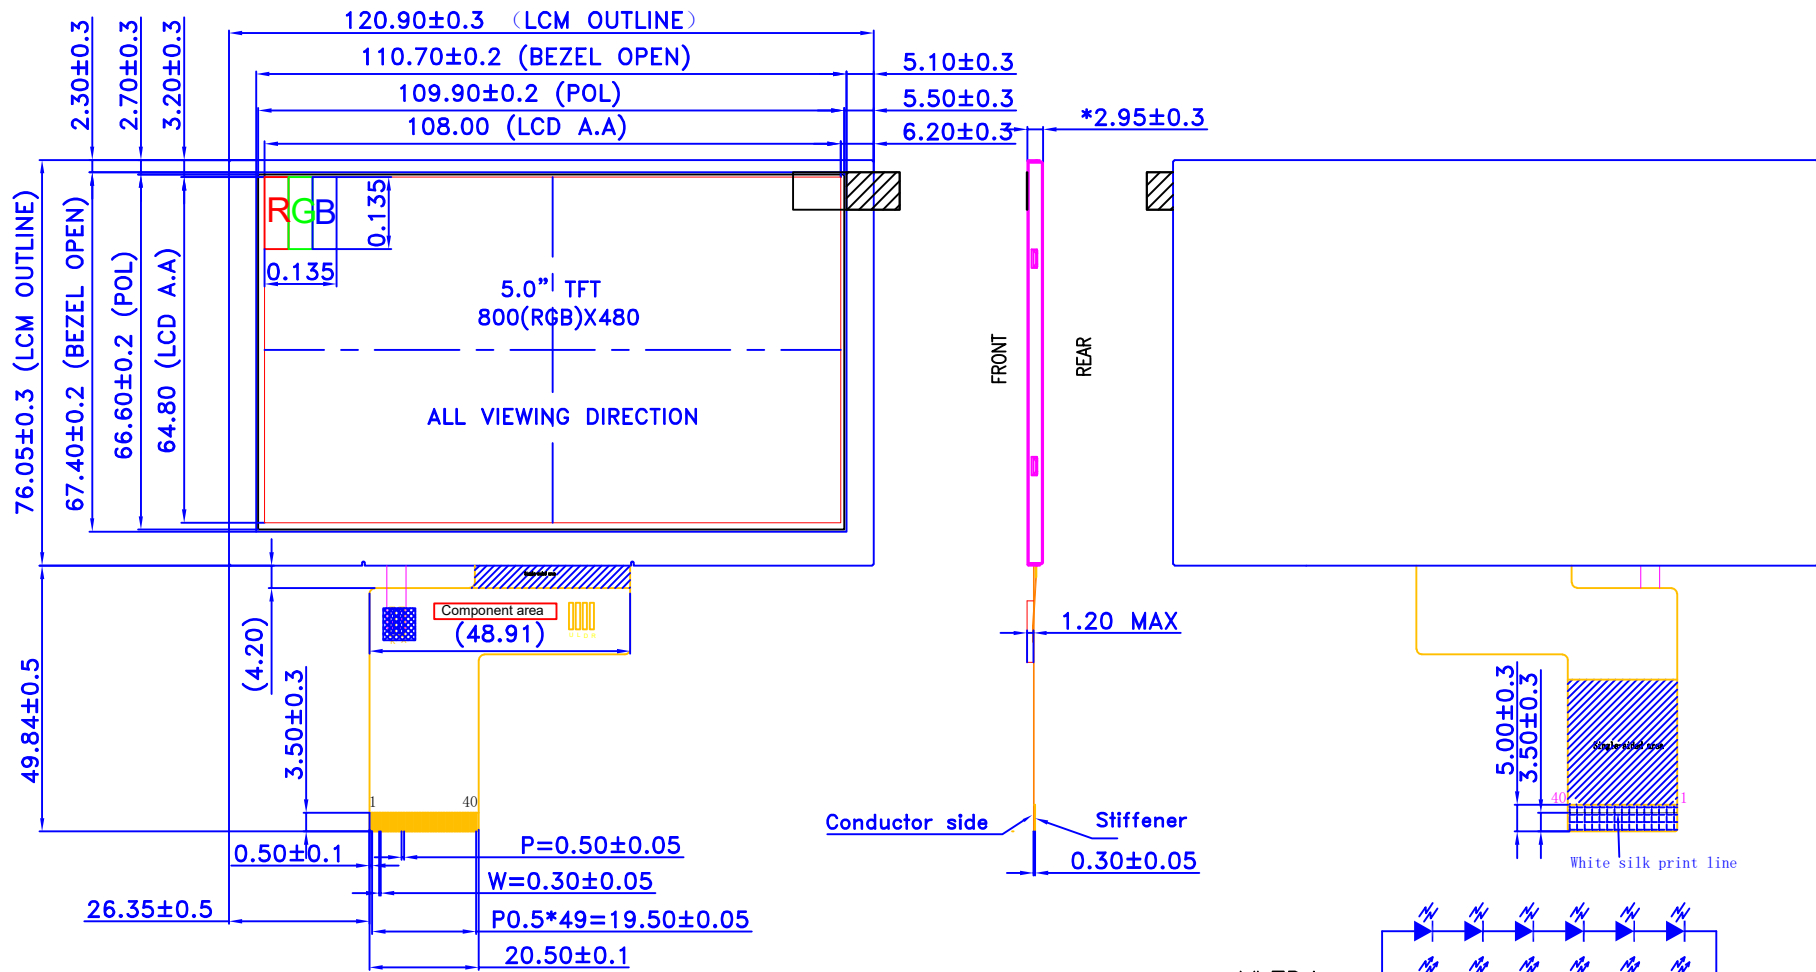 120.90±0.3 （LCM OUTLINE）
110.70±0.2 (BEZEL OPEN)
109.90±0.2 (POL)
108.00 (LCD A.A)
5.10±0.3
5.50±0.3
6.20±0.3
*2.95±0.3
2.30±0.3
2.70±0.3
3.20±0.3
76.05±0.3 (LCM OUTLINE)
67.40±0.2 (BEZEL OPEN)
66.60±0.2 (POL)
64.80 (LCD A.A)
RGB
0.135
0.135
5.0” TFT
800(RGB)X480
ALL VIEWING DIRECTION
FRONT
REAR
Component area
(48.91)
(4.20)
49.84±0.5
3.50±0.3
1 40
0.50±0.1
P=0.50±0.05
W=0.30±0.05
26.35±0.5
P0.5*49=19.50±0.05
20.50±0.1
1.20 MAX
Conductor side
Stiffener
0.30±0.05
5.00±0.3
3.50±0.3
Single-sided area
40 1
White silk print line